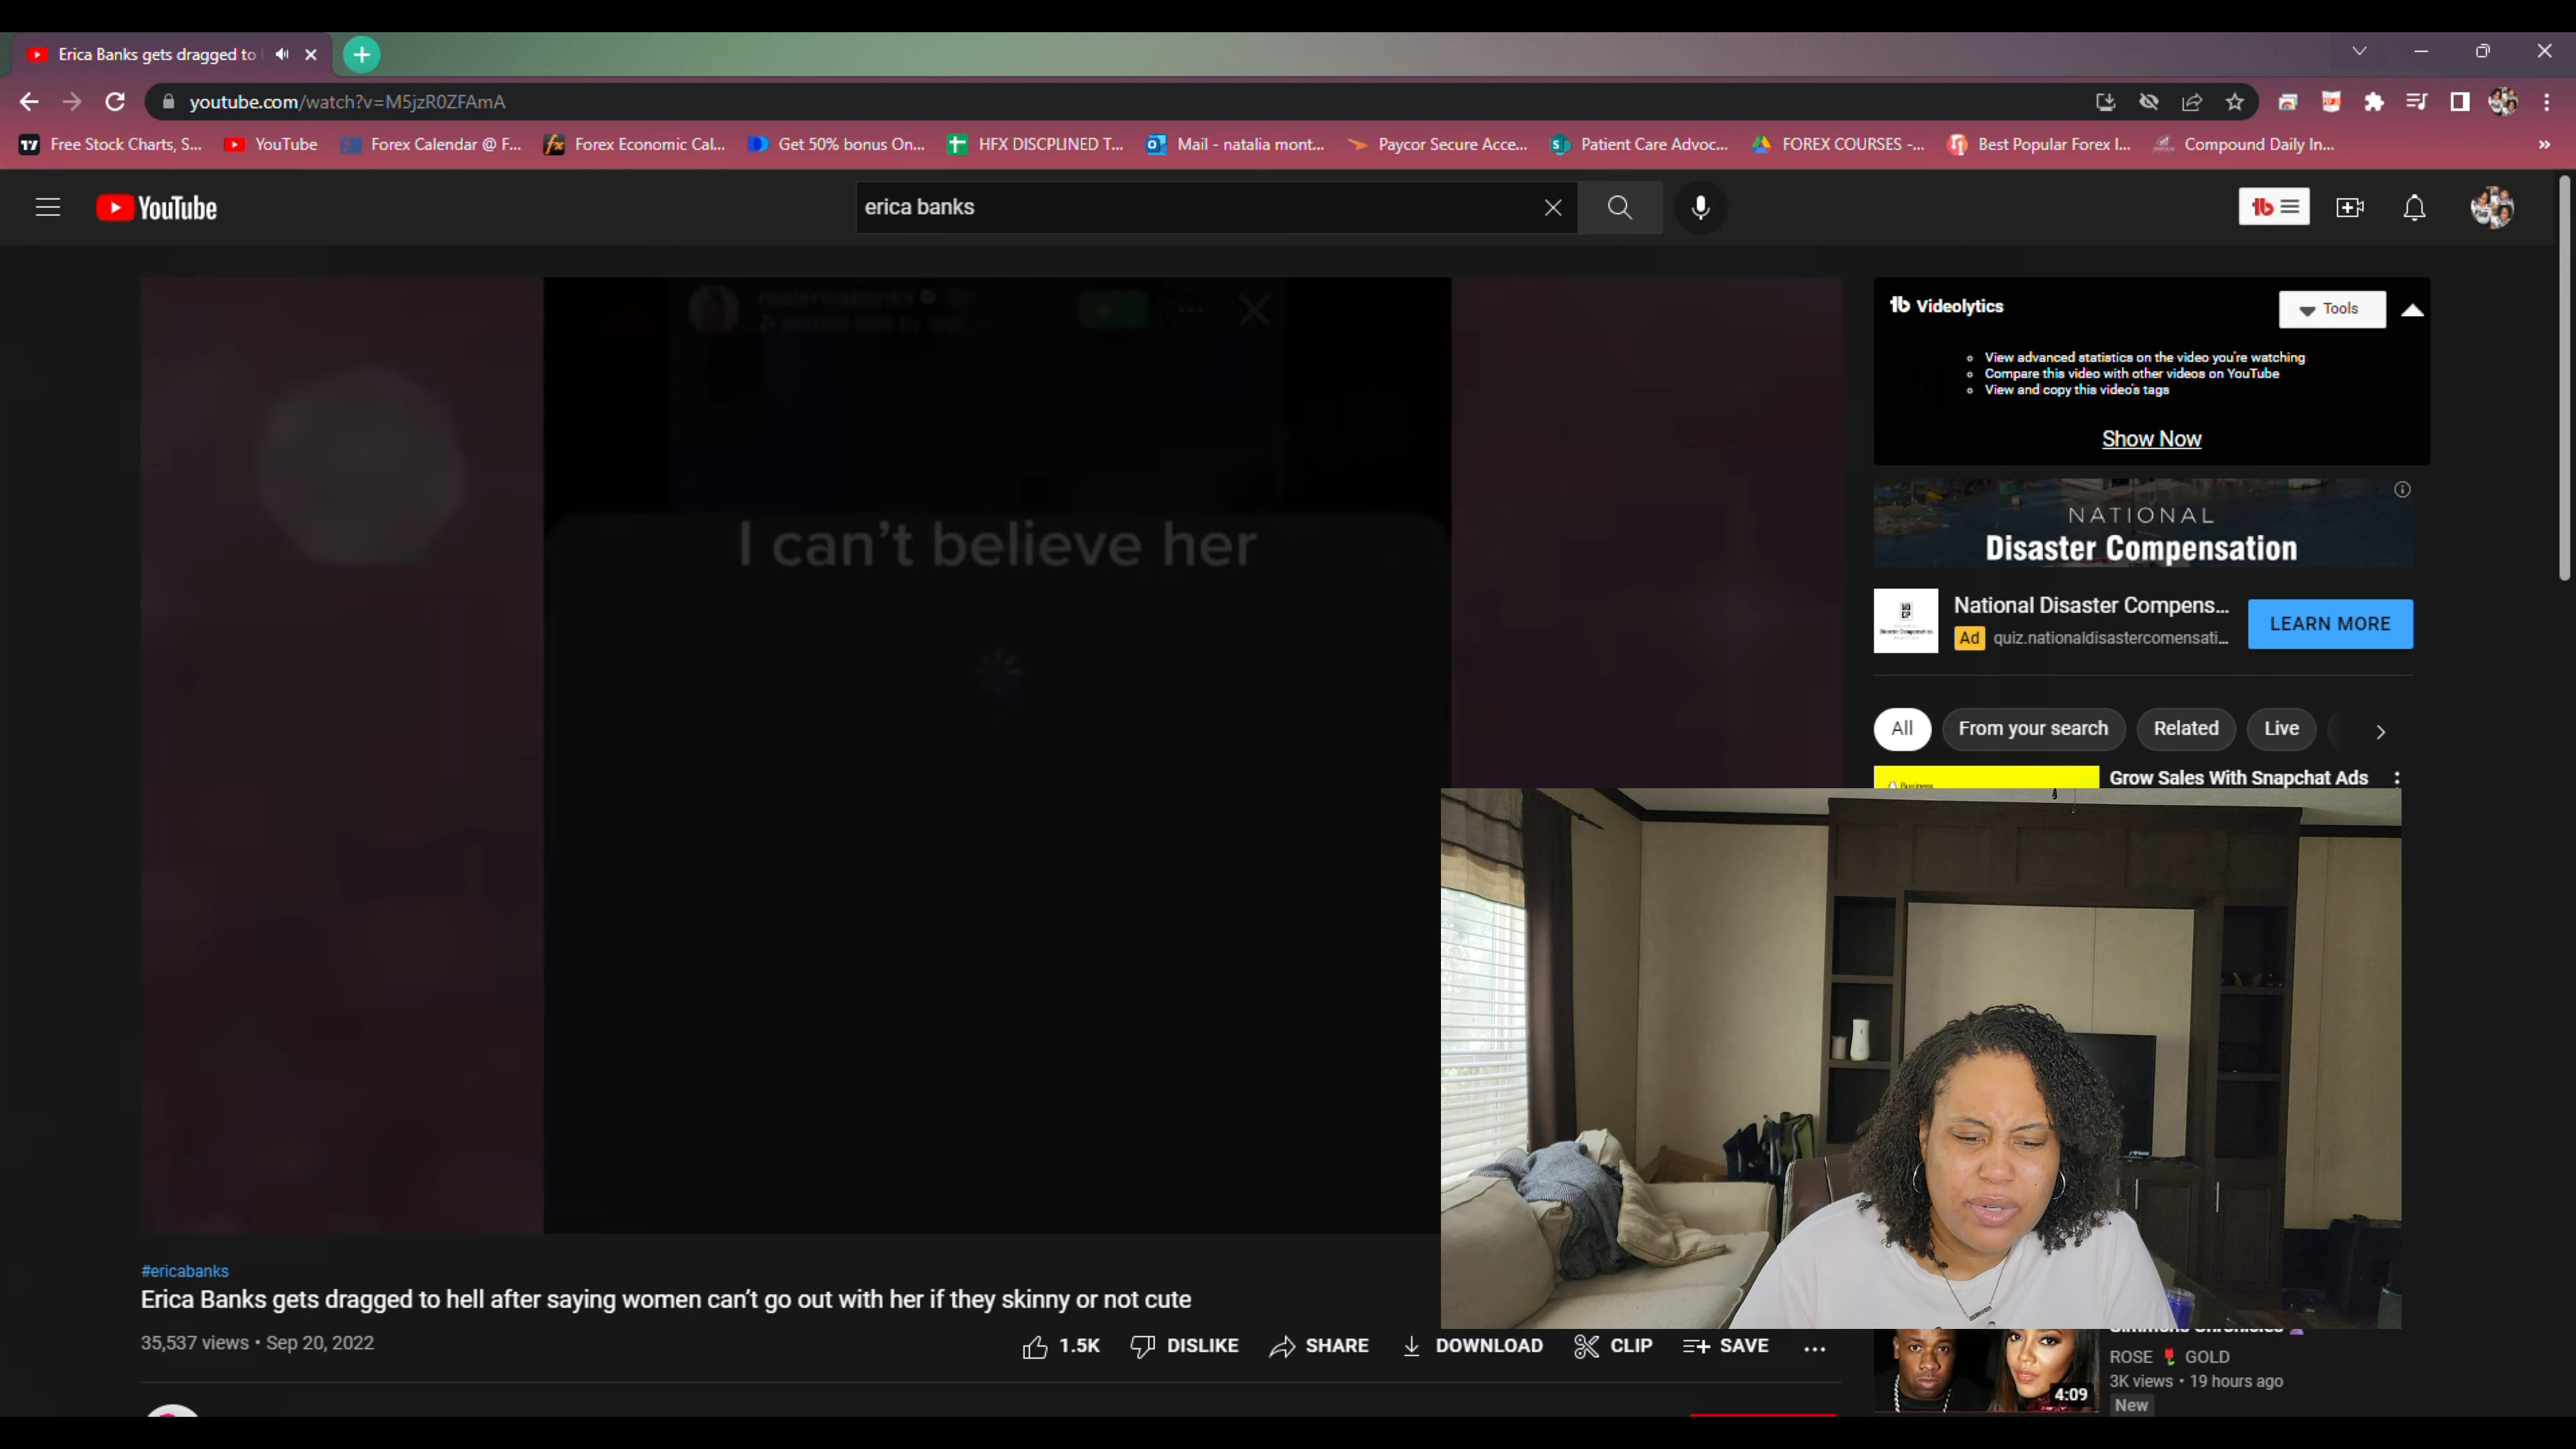 Erica Banks gets dragged to
youtube.com/watch?v=M5jzR0ZFAmA
Free Stock Charts, S...
YouTube
Forex Calendar @ F...
Forex Economic Cal...
Get 50% bonus On...
HFX DISCPLINED T...
Mail - natalia mont...
Paycor Secure Acce...
Patient Care Advoc...
FOREX COURSES -...
Best Popular Forex I...
Compound Daily In...
YouTube
erica banks
Videolytics
Tools
View advanced statistics on the video you're watching
Compare this video with other videos on YouTube
View and copy this video's tags
Show Now
I can't believe her
NATIONAL
Disaster Compensation
National Disaster Compens...
Ad quiz.nationaldisastercomensati...
LEARN MORE
All
From your search
Related
Live
Grow Sales With Snapchat Ads
Business
#ericabanks
Erica Banks gets dragged to hell after saying women can't go out with her if they skinny or not cute
35,537 views • Sep 20, 2022
1.5K
DISLIKE
SHARE
DOWNLOAD
CLIP
SAVE
ROSE 🌹 GOLD
3K views • 19 hours ago
New
4:09